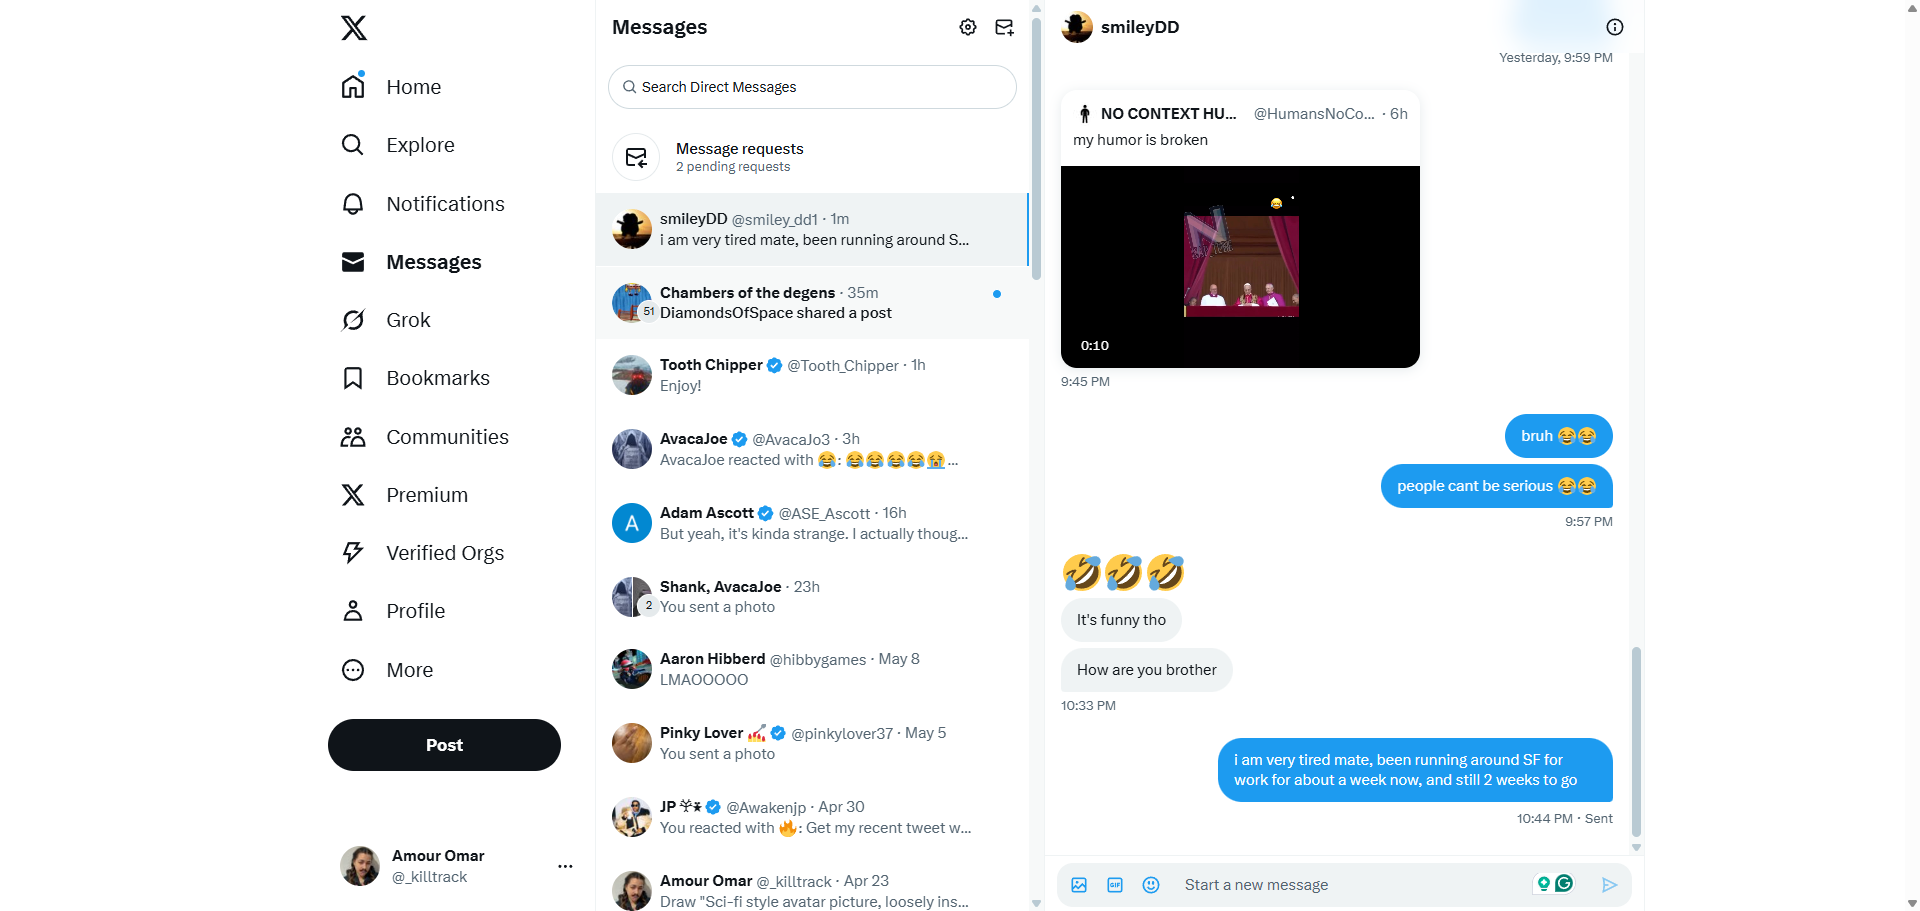 Home
Explore
Notifications
Messages
Grok
Bookmarks
Communities
Premium
Verified Orgs
Profile
More
Post
Amour Omar
@_killtrack
Messages
Search Direct Messages
Message requests
2 pending requests
smileyDD @smiley_dd1 · 1m
i am very tired mate, been running around S...
Chambers of the degens · 35m
51
DiamondsOfSpace shared a post
Tooth Chipper @Tooth_Chipper · 1h
Enjoy!
AvacaJoe @AvacaJo3 · 3h
AvacaJoe reacted with 😂: 😂😂😂😂😭 ...
A
Adam Ascott @ASE_Ascott · 16h
But yeah, it's kinda strange. I actually thoug...
Shank, AvacaJoe · 23h
2
You sent a photo
Aaron Hibberd @hibbygames · May 8
LMAOOOOO
Pinky Lover 💅 @pinkylover37 · May 5
You sent a photo
JP @Awakenjp · Apr 30
You reacted with 🔥: Get my recent tweet w...
Amour Omar @_killtrack · Apr 23
Draw "Sci-fi style avatar picture, loosely ins...
smileyDD
Yesterday, 9:59 PM
NO CONTEXT HU... @HumansNoCo... · 6h
my humor is broken
0:10
9:45 PM
bruh 😂😂
people cant be serious 😂😂
9:57 PM
🤣🤣🤣
It's funny tho
How are you brother
10:33 PM
i am very tired mate, been running around SF for
work for about a week now, and still 2 weeks to go
10:44 PM · Sent
GIF
Start a new message